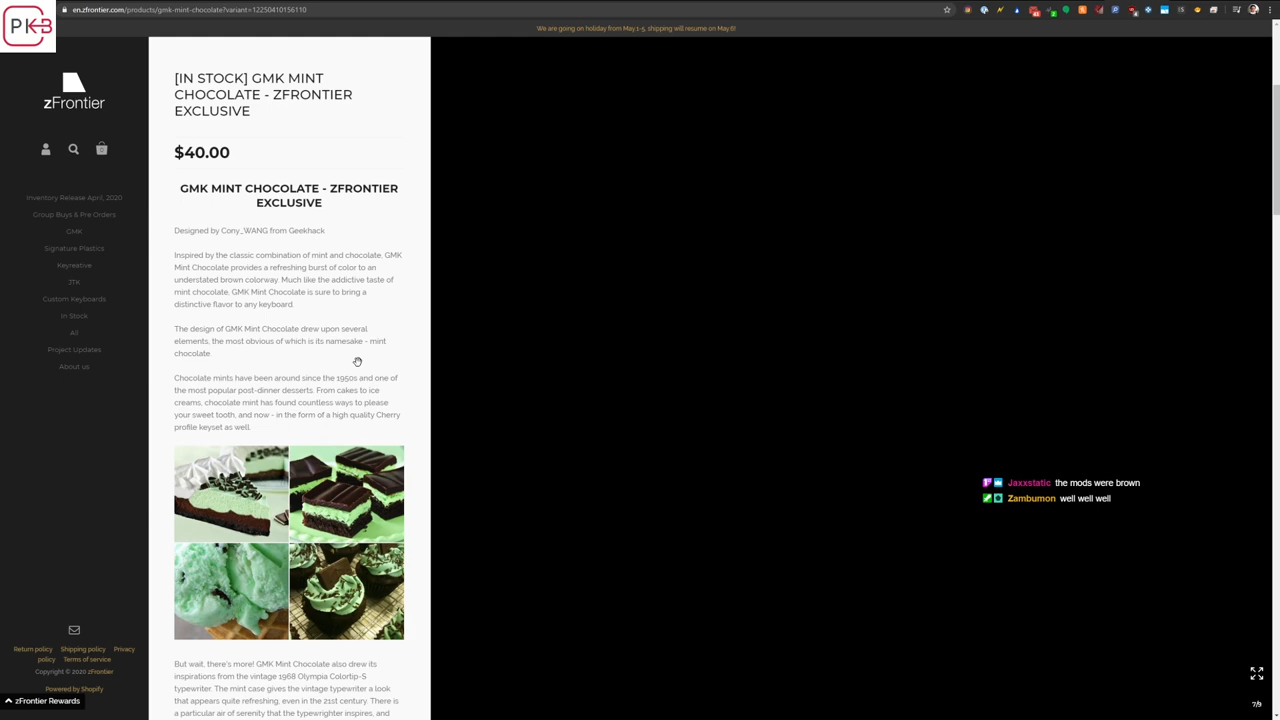 PKB
en.zfrontier.com/products/gmk-mint-chocolate?variant=12250410156110
We are going on holiday from May.1-5, shipping will resume on May.6!
zFrontier
0
Inventory Release April, 2020
Group Buys & Pre Orders
GMK
Signature Plastics
Keyreative
JTK
Custom Keyboards
In Stock
All
Project Updates
About us
Return policy Shipping policy Privacy
policy Terms of service
Copyright © 2020 zFrontier
Powered by Shopify
zFrontier Rewards
[IN STOCK] GMK MINT
CHOCOLATE - ZFRONTIER
EXCLUSIVE
$40.00
GMK MINT CHOCOLATE - ZFRONTIER
EXCLUSIVE
Designed by Cony_WANG from Geekhack
Inspired by the classic combination of mint and chocolate, GMK
Mint Chocolate provides a refreshing burst of color to an
understated brown colorway. Much like the addictive taste of
mint chocolate, GMK Mint Chocolate is sure to bring a
distinctive flavor to any keyboard.
The design of GMK Mint Chocolate drew upon several
elements, the most obvious of which is its namesake - mint
chocolate.
Chocolate mints have been around since the 1950s and one of
the most popular post-dinner desserts. From cakes to ice
creams, chocolate mint has found countless ways to please
your sweet tooth, and now - in the form of a high quality Cherry
profile keyset as well.
But wait, there's more! GMK Mint Chocolate also drew its
inspirations from the vintage 1968 Olympia Colortip-S
typewriter. The mint case gives the vintage typewriter a look
that appears quite refreshing, even in the 21st century. There is
a particular air of serenity that the typewrighter inspires, and
Jaxxstatic the mods were brown
Zambumon well well well
7/9